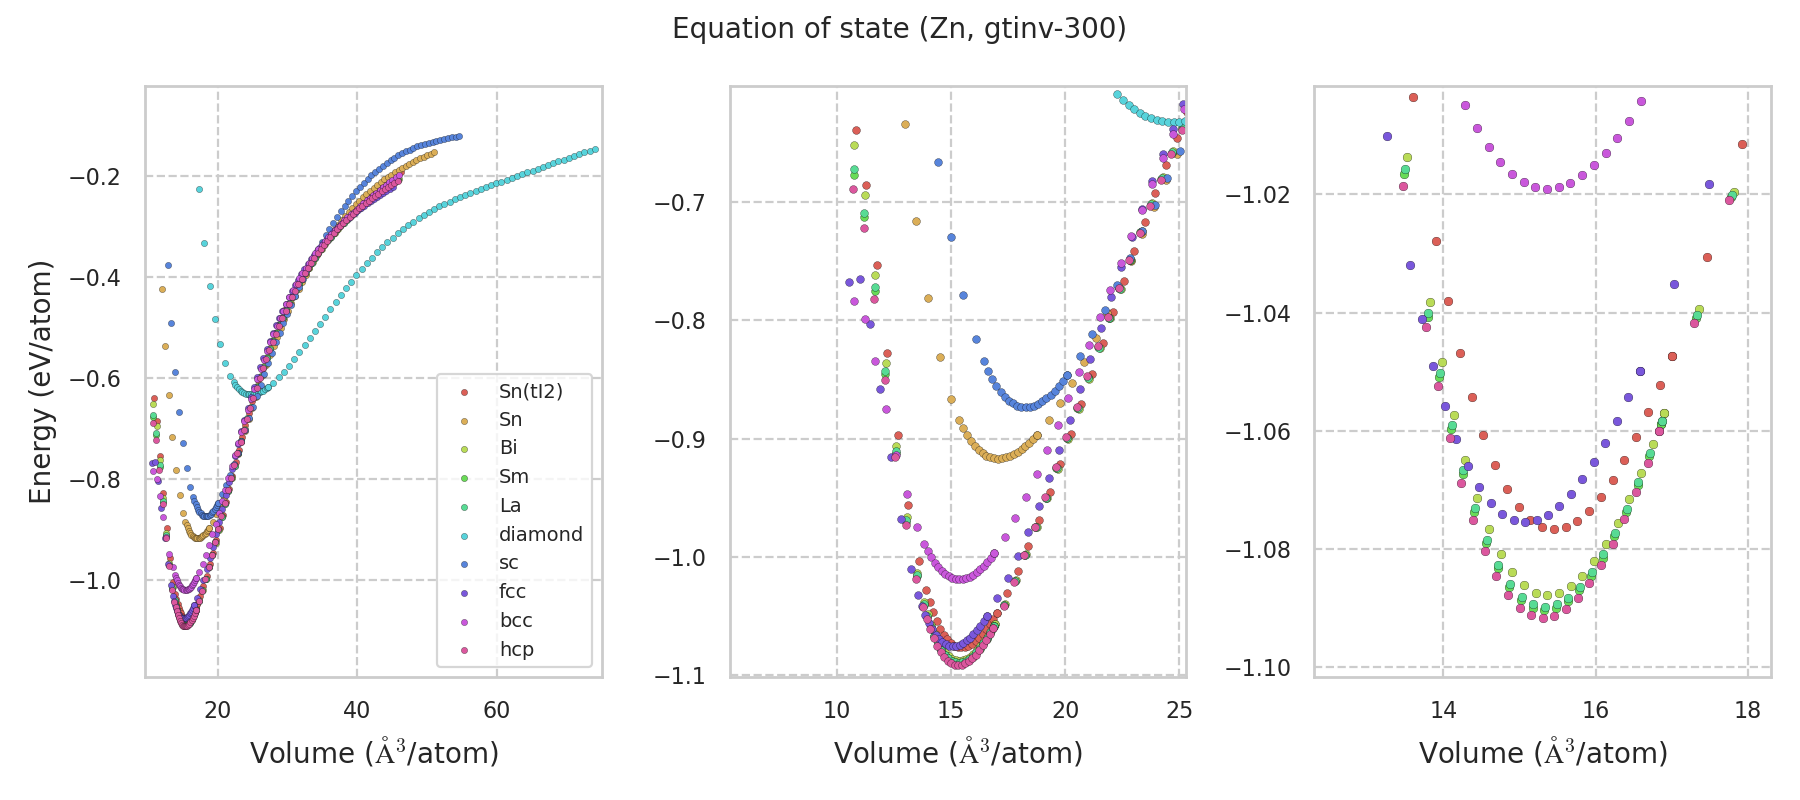 Equation of state (Zn, gtinv-300)
Energy (eV/atom)
−0.2
−0.4
−0.6
−0.8
−1.0
20
40
60
Volume (Å³/atom)
Sn(tI2)
Sn
Bi
Sm
La
diamond
sc
fcc
bcc
hcp
−0.7
−0.8
−0.9
−1.0
−1.1
10
15
20
25
Volume (Å³/atom)
−1.02
−1.04
−1.06
−1.08
−1.10
14
16
18
Volume (Å³/atom)